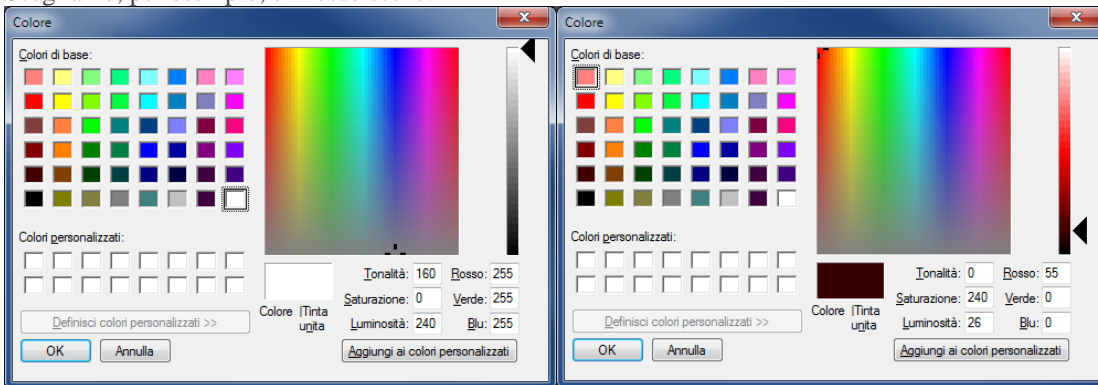 Colore
Colori di base:
Colori personalizzati:
Definisci colori personalizzati >>
OK Annulla
Colore |Tinta unita
Tonalità: 160 Rosso: 255
Saturazione: 0 Verde: 255
Luminosità: 240 Blu: 255
Aggiungi ai colori personalizzati
Colore
Colori di base:
Colori personalizzati:
Definisci colori personalizzati >>
OK Annulla
Colore |Tinta unita
Tonalità: 0 Rosso: 55
Saturazione: 240 Verde: 0
Luminosità: 26 Blu: 0
Aggiungi ai colori personalizzati